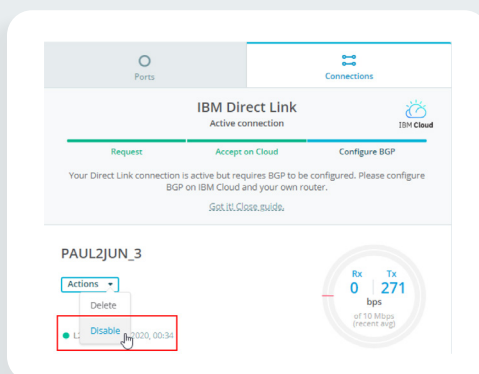 Ports
Connections
IBM Direct Link
Active connection
IBM Cloud
Request
Accept on Cloud
Configure BGP
Your Direct Link connection is active but requires BGP to be configured. Please configure
BGP on IBM Cloud and your own router.
Got it! Close guide.
PAUL2JUN_3
Actions
Delete
Disable
2020, 00:34
Rx Tx
0 271
bps
of 10 Mbps
(recent avg)